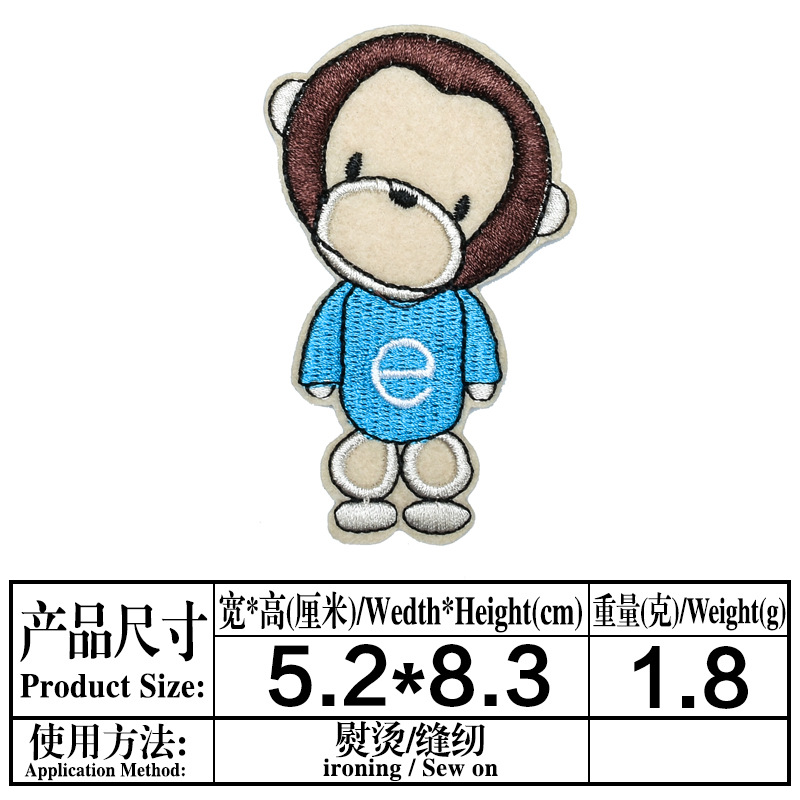 e
产品尺寸
Product Size:
宽*高(厘米)/Wedth*Height(cm)
5.2*8.3
重量(克)/Weight(g)
1.8
使用方法:
Application Method:
熨烫/缝纫
ironing / Sew on